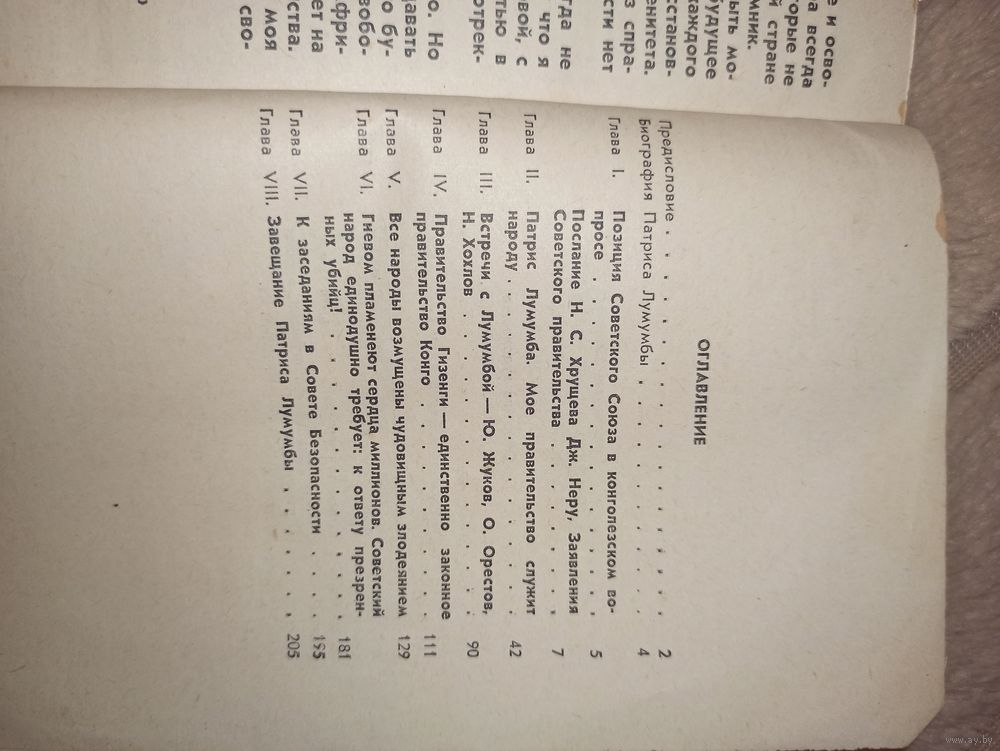 е и осво-
а всегда
орые не
й стране
мник.
ыть мо-
будущее
каждого
сстанов-
енитета.
з спра-
сти нет
гда не
что я
вой, с
тью в
отрек-
о. Но
давать
о бу-
вобо-
фри-
ет на
ства.
моя
сво-
ОГЛАВЛЕНИЕ
Предисловие . . . . . . . . . . . . . 2
Биография Патриса Лумумбы . . . . . . . . 4
Глава I. Позиция Советского Союза в конголезском во-
просе . . . . . . . . . . . . . 5
Послание Н. С. Хрущева Дж. Неру, Заявления
Советского правительства . . . . . . . 7
Глава II. Патрис Лумумба. Мое правительство служит
народу . . . . . . . . . . . . . 42
Глава III. Встречи с Лумумбой — Ю. Жуков, О. Орестов,
Н. Хохлов . . . . . . . . . . . 90
Глава IV. Правительство Гизенги — единственно законное
правительство Конго . . . . . . . . 111
Глава V. Все народы возмущены чудовищным злодеянием 129
Глава VI. Гневом пламенеют сердца миллионов. Советский
народ единодушно требует: к ответу презрен-
ных убийц! . . . . . . . . . . . 181
Глава VII. К заседаниям в Совете Безопасности . . . . 195
Глава VIII. Завещание Патриса Лумумбы . . . . . . 205
www.ay.by